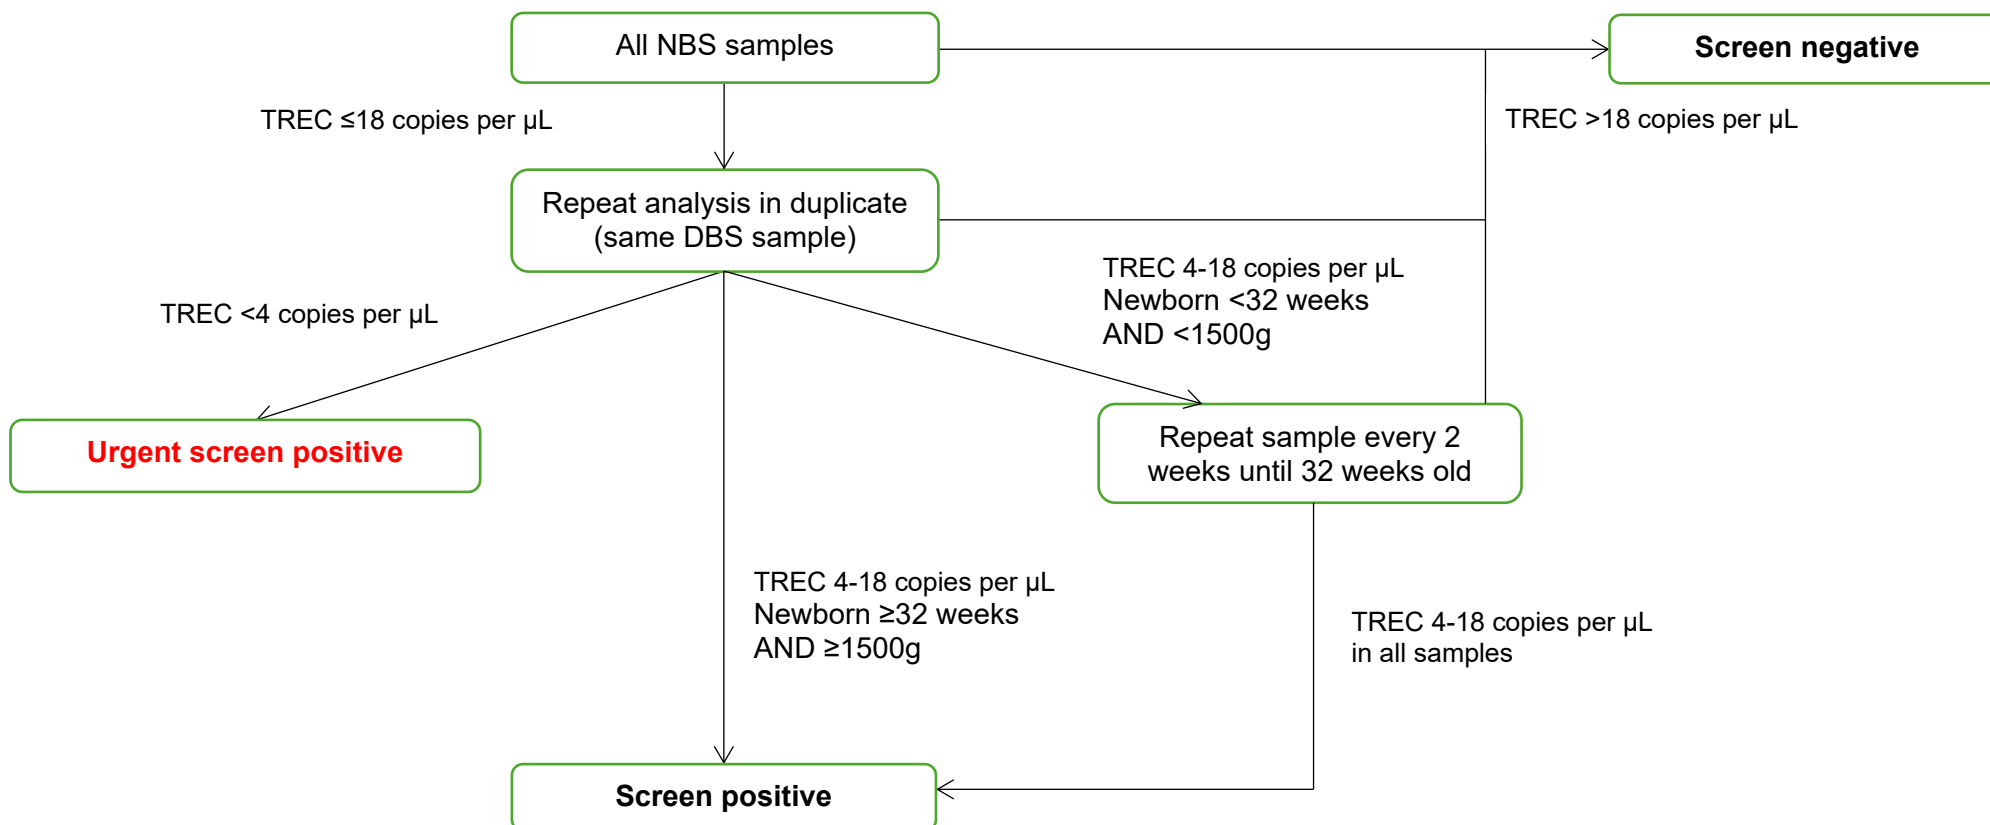 All NBS samples
Screen negative
TREC ≤18 copies per µL
TREC >18 copies per µL
Repeat analysis in duplicate
(same DBS sample)
TREC <4 copies per µL
TREC 4-18 copies per µL
Newborn <32 weeks
AND <1500g
Urgent screen positive
Repeat sample every 2
weeks until 32 weeks old
TREC 4-18 copies per µL
Newborn ≥32 weeks
AND ≥1500g
TREC 4-18 copies per µL
in all samples
Screen positive